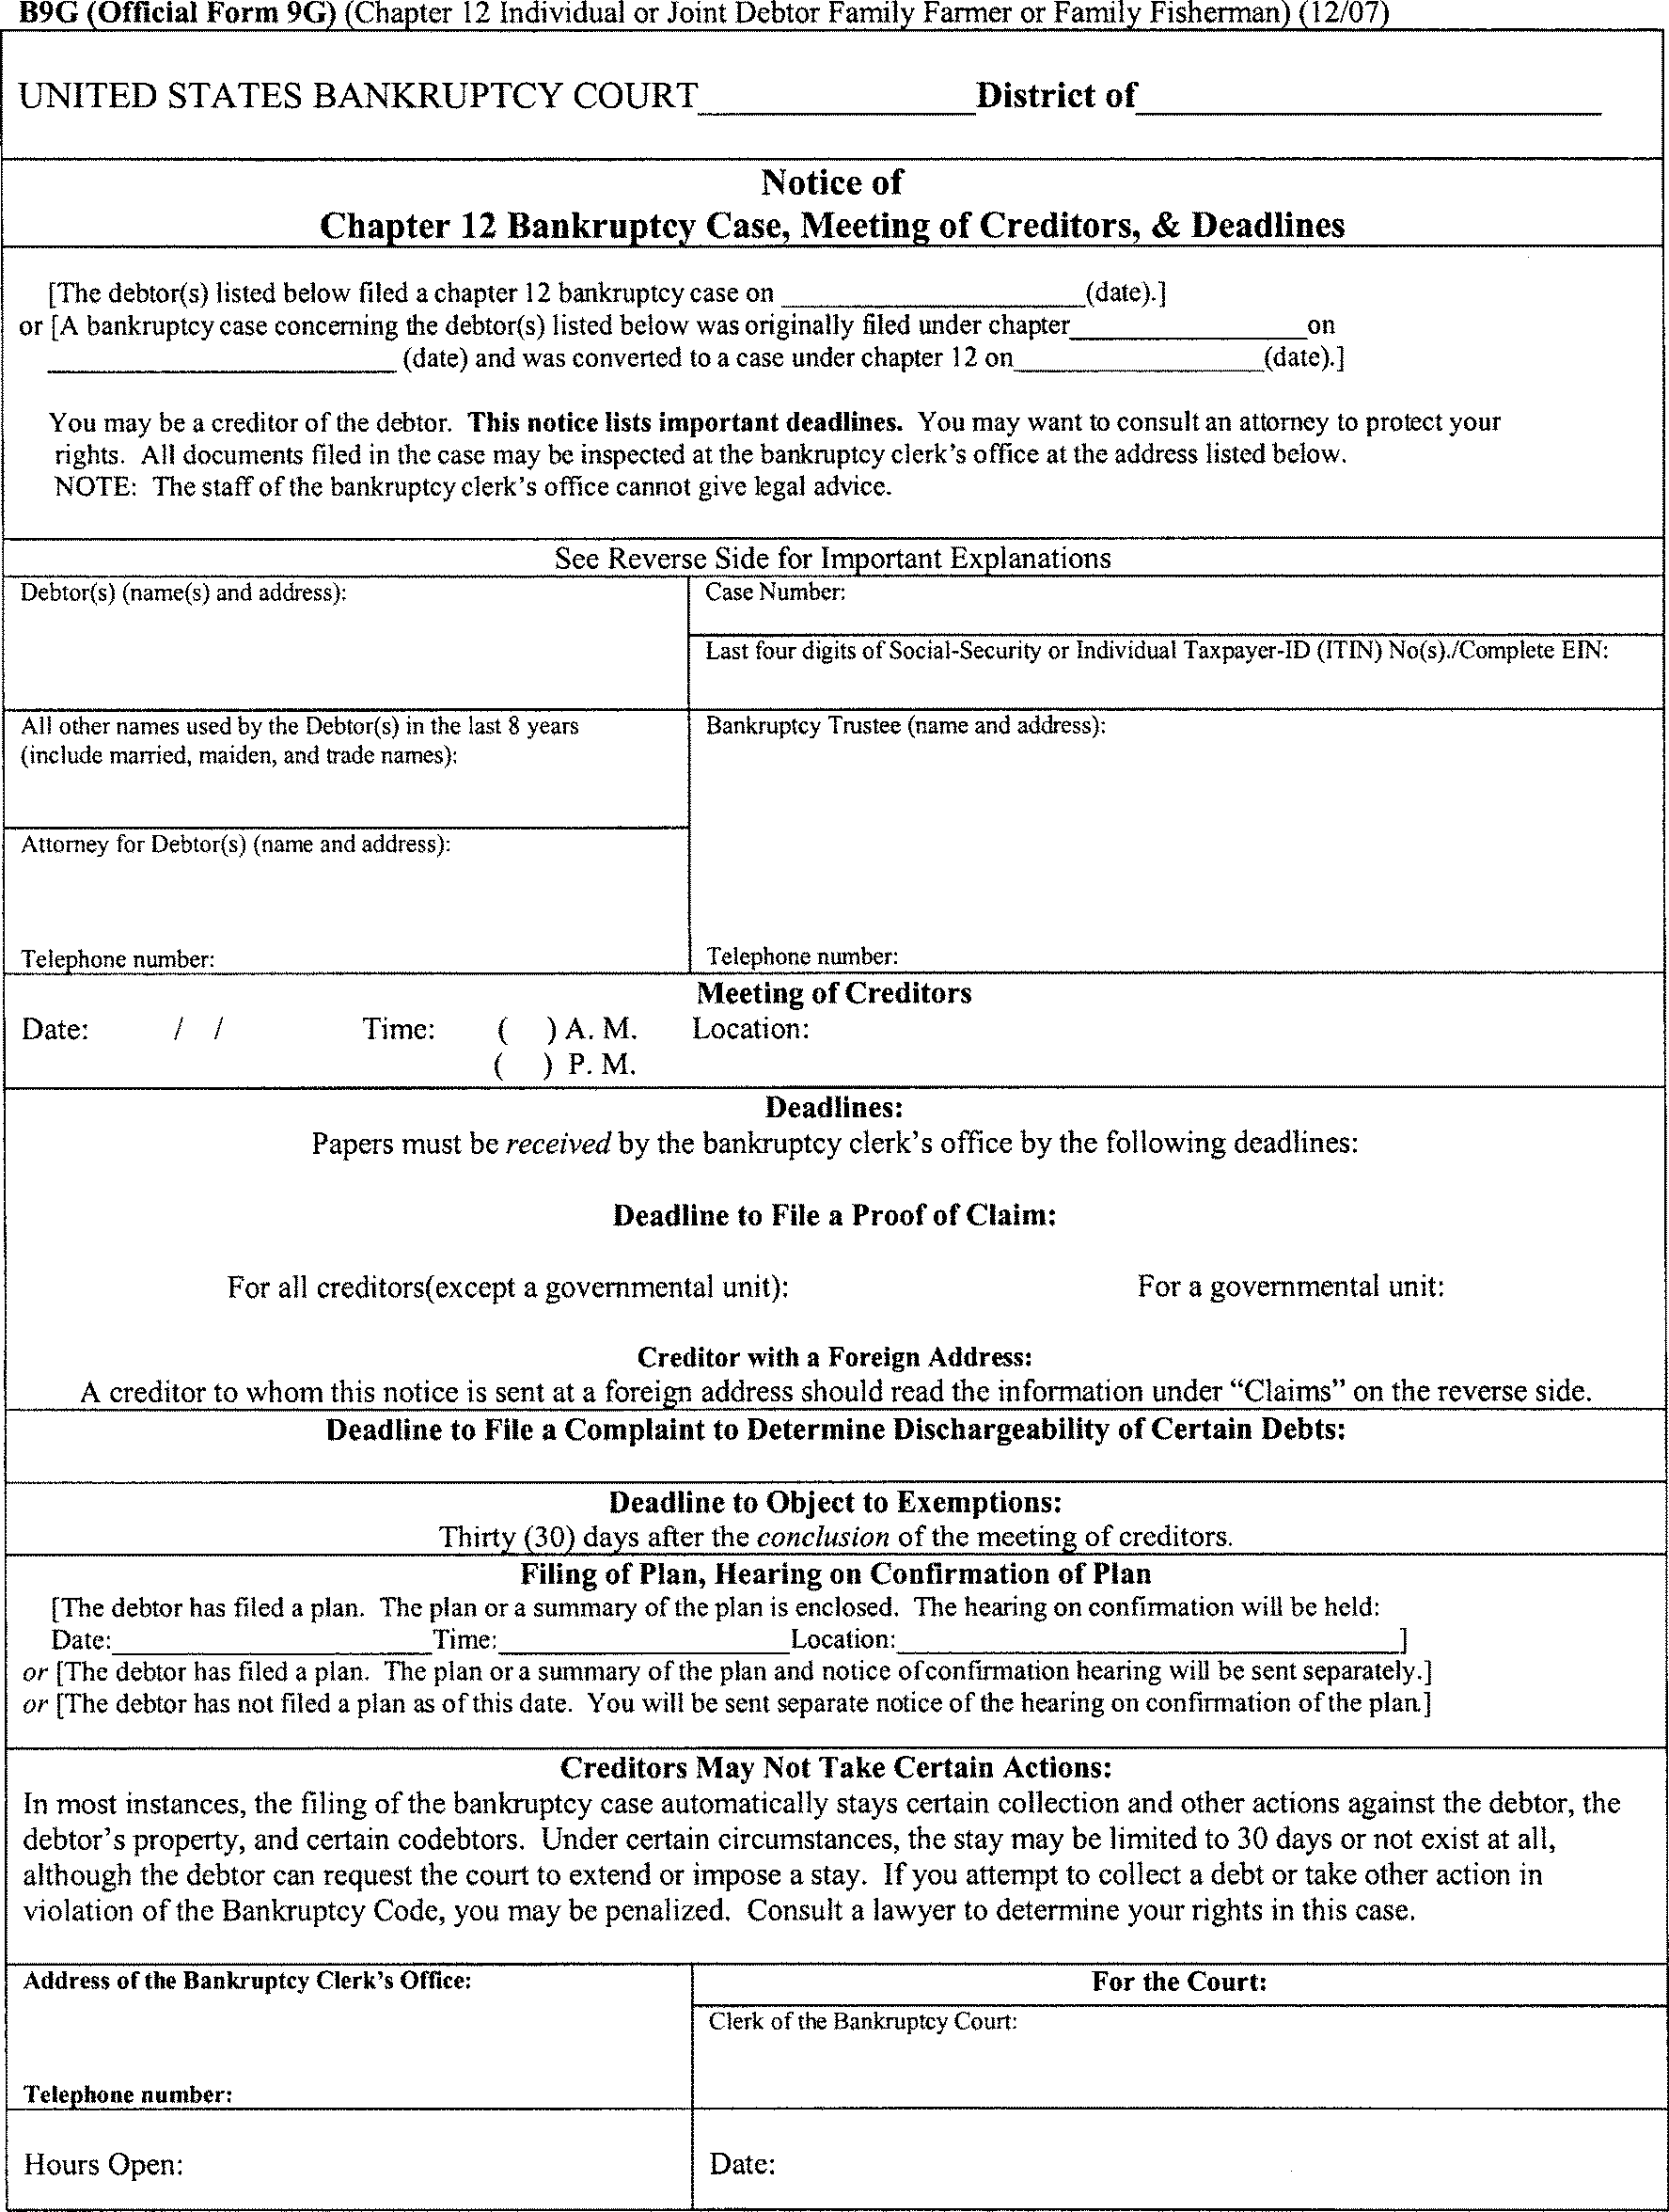 B9G (Official Form 9G) (Chapter 12 Individual or Joint Debtor Family Farmer or Family Fisherman) (12/07)
UNITED STATES BANKRUPTCY COURT____________District of____________________
Notice of
Chapter 12 Bankruptcy Case, Meeting of Creditors, & Deadlines
[The debtor(s) listed below filed a chapter 12 bankruptcy case on ____________________(date).]
or [A bankruptcy case concerning the debtor(s) listed below was originally filed under chapter________________on
_______________________ (date) and was converted to a case under chapter 12 on________________(date).]
You may be a creditor of the debtor. This notice lists important deadlines. You may want to consult an attorney to protect your
rights. All documents filed in the case may be inspected at the bankruptcy clerk's office at the address listed below.
NOTE: The staff of the bankruptcy clerk's office cannot give legal advice.
See Reverse Side for Important Explanations
Debtor(s) (name(s) and address):
Case Number:
Last four digits of Social-Security or Individual Taxpayer-ID (ITIN) No(s)./Complete EIN:
All other names used by the Debtor(s) in the last 8 years
(include married, maiden, and trade names):
Bankruptcy Trustee (name and address):
Attorney for Debtor(s) (name and address):
Telephone number:
Telephone number:
Meeting of Creditors
Date: / / Time: ( ) A. M. Location:
( ) P. M.
Deadlines:
Papers must be received by the bankruptcy clerk's office by the following deadlines:
Deadline to File a Proof of Claim:
For all creditors(except a governmental unit): For a governmental unit:
Creditor with a Foreign Address:
A creditor to whom this notice is sent at a foreign address should read the information under “Claims” on the reverse side.
Deadline to File a Complaint to Determine Dischargeability of Certain Debts:
Deadline to Object to Exemptions:
Thirty (30) days after the conclusion of the meeting of creditors.
Filing of Plan, Hearing on Confirmation of Plan
[The debtor has filed a plan. The plan or a summary of the plan is enclosed. The hearing on confirmation will be held:
Date:______________________Time:____________________Location:__________________________________]
or [The debtor has filed a plan. The plan or a summary of the plan and notice of confirmation hearing will be sent separately.]
or [The debtor has not filed a plan as of this date. You will be sent separate notice of the hearing on confirmation of the plan.]
Creditors May Not Take Certain Actions:
In most instances, the filing of the bankruptcy case automatically stays certain collection and other actions against the debtor, the
debtor's property, and certain codebtors. Under certain circumstances, the stay may be limited to 30 days or not exist at all,
although the debtor can request the court to extend or impose a stay. If you attempt to collect a debt or take other action in
violation of the Bankruptcy Code, you may be penalized. Consult a lawyer to determine your rights in this case.
Address of the Bankruptcy Clerk's Office:
For the Court:
Clerk of the Bankruptcy Court:
Telephone number:
Hours Open:
Date: